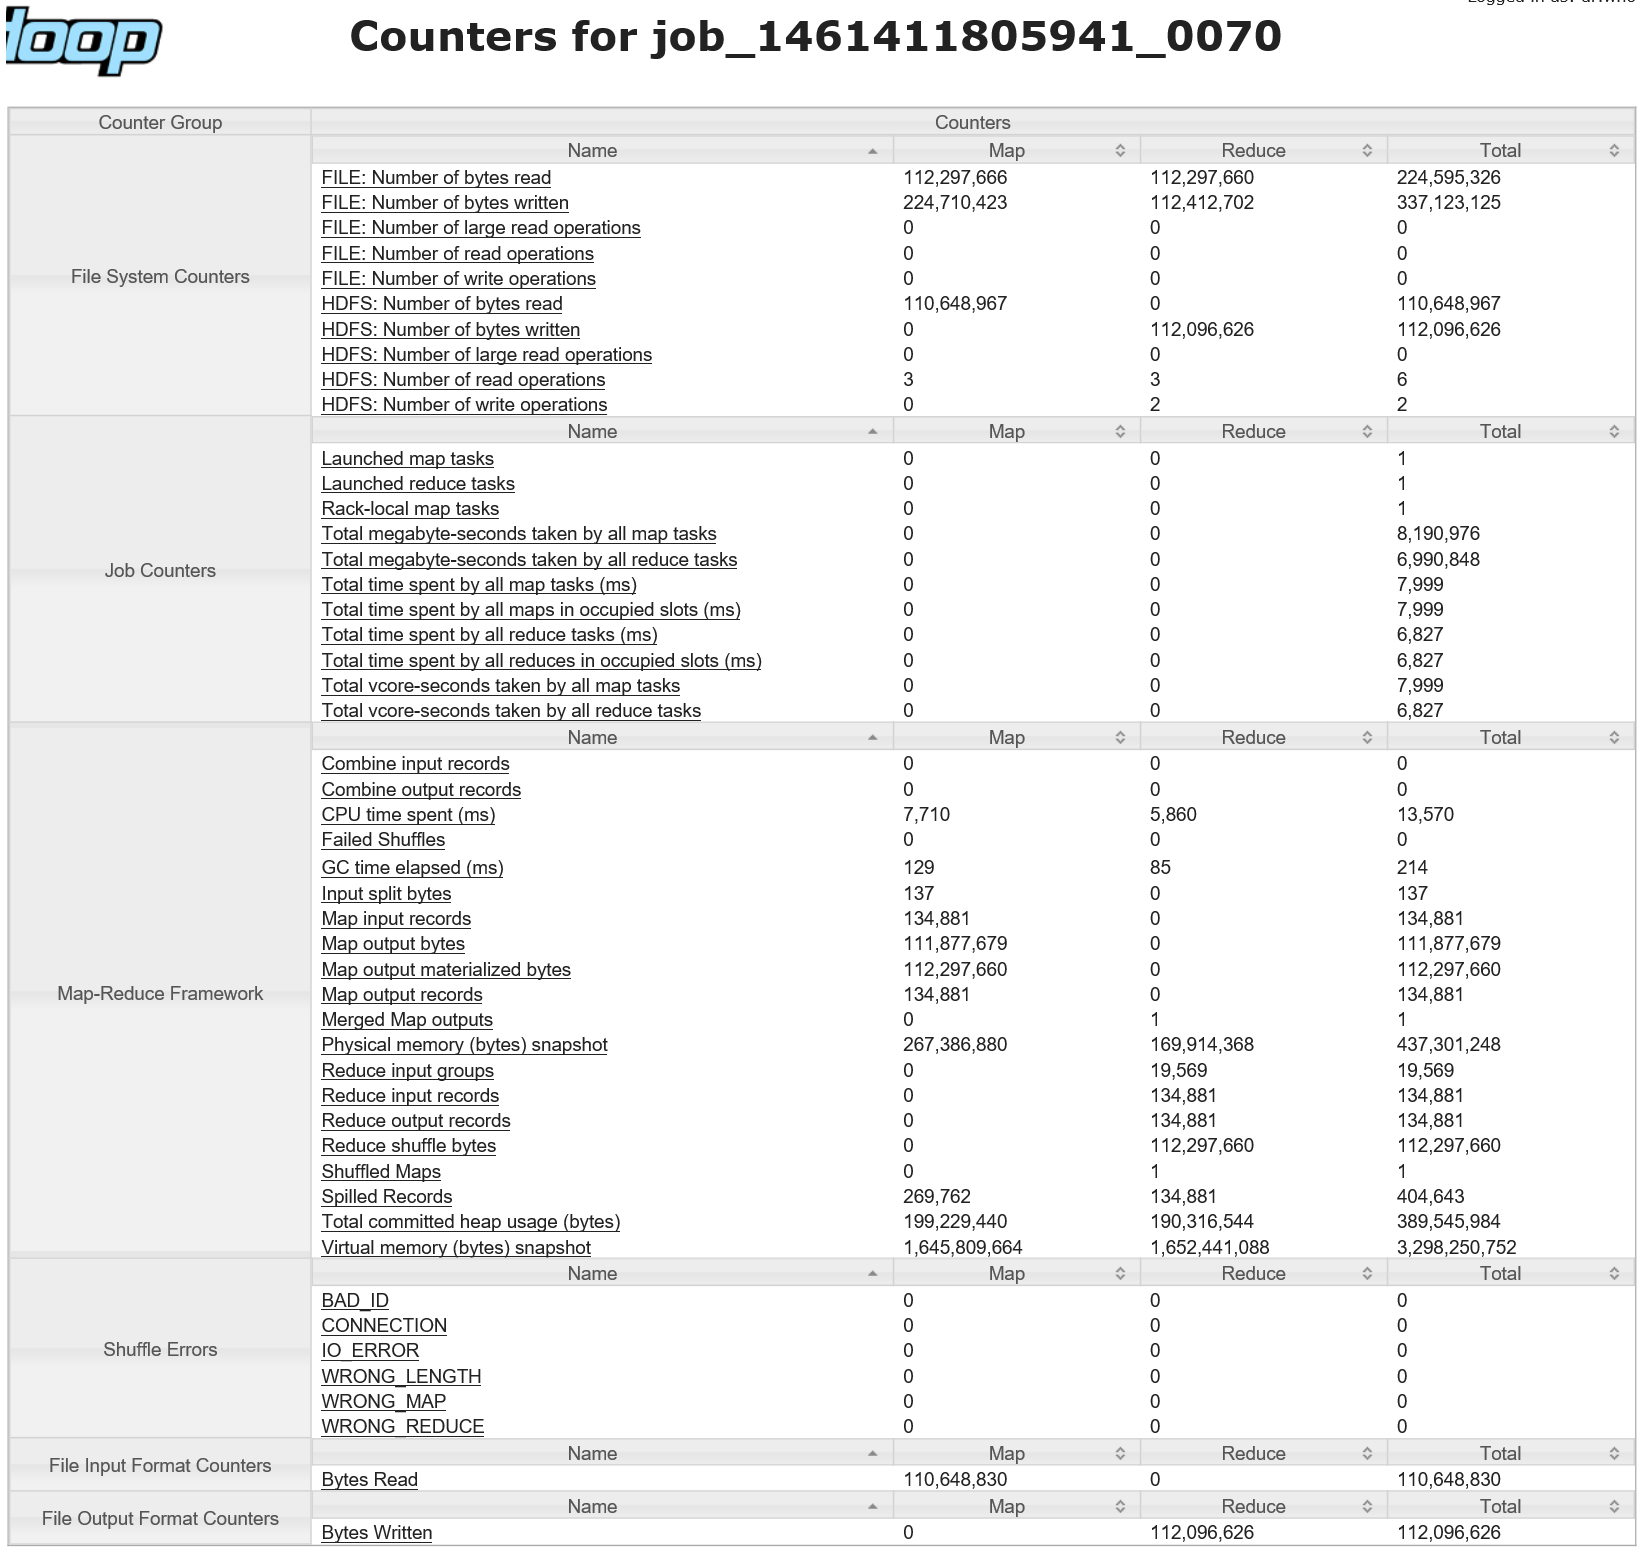 doop
Counters for job_1461411805941_0070
Counter Group Counters
File System Counters
Name Map Reduce Total
FILE: Number of bytes read 112,297,666 112,297,660 224,595,326
FILE: Number of bytes written 224,710,423 112,412,702 337,123,125
FILE: Number of large read operations 0 0 0
FILE: Number of read operations 0 0 0
FILE: Number of write operations 0 0 0
HDFS: Number of bytes read 110,648,967 0 110,648,967
HDFS: Number of bytes written 0 112,096,626 112,096,626
HDFS: Number of large read operations 0 0 0
HDFS: Number of read operations 3 3 6
HDFS: Number of write operations 0 2 2
Job Counters
Name Map Reduce Total
Launched map tasks 0 0 1
Launched reduce tasks 0 0 1
Rack-local map tasks 0 0 1
Total megabyte-seconds taken by all map tasks 0 0 8,190,976
Total megabyte-seconds taken by all reduce tasks 0 0 6,990,848
Total time spent by all map tasks (ms) 0 0 7,999
Total time spent by all maps in occupied slots (ms) 0 0 7,999
Total time spent by all reduce tasks (ms) 0 0 6,827
Total time spent by all reduces in occupied slots (ms) 0 0 6,827
Total vcore-seconds taken by all map tasks 0 0 7,999
Total vcore-seconds taken by all reduce tasks 0 0 6,827
Map-Reduce Framework
Name Map Reduce Total
Combine input records 0 0 0
Combine output records 0 0 0
CPU time spent (ms) 7,710 5,860 13,570
Failed Shuffles 0 0 0
GC time elapsed (ms) 129 85 214
Input split bytes 137 0 137
Map input records 134,881 0 134,881
Map output bytes 111,877,679 0 111,877,679
Map output materialized bytes 112,297,660 0 112,297,660
Map output records 134,881 0 134,881
Merged Map outputs 0 1 1
Physical memory (bytes) snapshot 267,386,880 169,914,368 437,301,248
Reduce input groups 0 19,569 19,569
Reduce input records 0 134,881 134,881
Reduce output records 0 134,881 134,881
Reduce shuffle bytes 0 112,297,660 112,297,660
Shuffled Maps 0 1 1
Spilled Records 269,762 134,881 404,643
Total committed heap usage (bytes) 199,229,440 190,316,544 389,545,984
Virtual memory (bytes) snapshot 1,645,809,664 1,652,441,088 3,298,250,752
Shuffle Errors
Name Map Reduce Total
BAD_ID 0 0 0
CONNECTION 0 0 0
IO_ERROR 0 0 0
WRONG_LENGTH 0 0 0
WRONG_MAP 0 0 0
WRONG_REDUCE 0 0 0
File Input Format Counters
Name Map Reduce Total
Bytes Read 110,648,830 0 110,648,830
File Output Format Counters
Name Map Reduce Total
Bytes Written 0 112,096,626 112,096,626